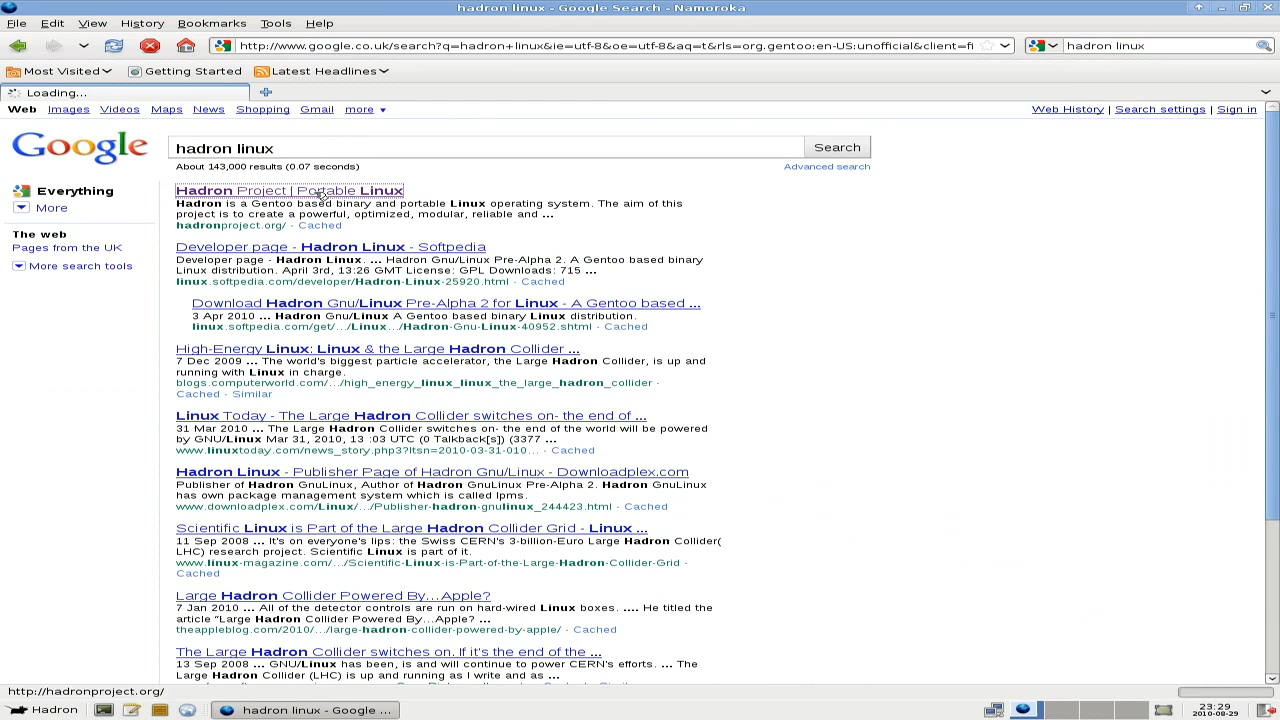 hadron linux - Google Search - Namoroka
File Edit View History Bookmarks Tools Help
http://www.google.co.uk/search?q=hadron+linux&ie=utf-8&oe=utf-8&aq=t&rls=org.gentoo:en-US:unofficial&client=fi hadron linux
Most Visited Getting Started Latest Headlines
Loading...
Web Images Videos Maps News Shopping Gmail more Web History | Search settings | Sign in
Google hadron linux Search
About 143,000 results (0.07 seconds) Advanced search
Everything
More
The web
Pages from the UK
More search tools
Hadron Project | Portable Linux
Hadron is a Gentoo based binary and portable Linux operating system. The aim of this
project is to create a powerful, optimized, modular, reliable and ...
hadronproject.org/ - Cached
Developer page - Hadron Linux - Softpedia
Developer page - Hadron Linux. ... Hadron Gnu/Linux Pre-Alpha 2. A Gentoo based binary
Linux distribution. April 3rd, 13:26 GMT License: GPL Downloads: 715 ...
linux.softpedia.com/developer/Hadron-Linux-25920.html - Cached
Download Hadron Gnu/Linux Pre-Alpha 2 for Linux - A Gentoo based ...
3 Apr 2010 ... Hadron Linux A Gentoo based binary Linux distribution.
linux.softpedia.com/get/.../Linux.../Hadron-Gnu-Linux-40952.shtml - Cached
High-Energy Linux: Linux & the Large Hadron Collider ...
7 Dec 2009 ... The world's biggest particle accelerator, the Large Hadron Collider, is up and
running with Linux in charge.
blogs.computerworld.com/.../high_energy_linux_linux_the_large_hadron_collider -
Cached - Similar
Linux Today - The Large Hadron Collider switches on- the end of ...
31 Mar 2010 ... The Large Hadron Collider switches on- the end of the world will be powered
by GNU/Linux Mar 31, 2010, 13 :03 UTC (0 Talkback[s]) (3377 ...
www.linuxtoday.com/news_story.php3?ltsn=2010-03-31-010... - Cached
Hadron Linux - Publisher Page of Hadron Gnu/Linux - Downloadplex.com
Publisher of Hadron GnuLinux, Author of Hadron GnuLinux Pre-Alpha 2. Hadron GnuLinux
has own package management system which is called lpms.
www.downloadplex.com/Linux/.../Publisher-hadron-gnulinux_244423.html - Cached
Scientific Linux is Part of the Large Hadron Collider Grid - Linux ...
11 Sep 2008 ... It's on everyone's lips: the Swiss CERN's 3-billion-Euro Large Hadron Collider(
LHC) research project. Scientific Linux is part of it.
www.linux-magazine.com/.../Scientific-Linux-is-Part-of-the-Large-Hadron-Collider-Grid -
Cached
Large Hadron Collider Powered By...Apple?
7 Jan 2010 ... All of the detector controls are run on hard-wired Linux boxes. .... He titled the
article "Large Hadron Collider Powered By...Apple? ...
theappleblog.com/2010/.../large-hadron-collider-powered-by-apple/ - Cached
The Large Hadron Collider switches on. If it's the end of the ...
13 Sep 2008 ... GNU/Linux has been, is and will continue to power CERN's efforts. ... The
Large Hadron Collider (LHC) is up and running as I write and as ...
http://hadronproject.org/
Hadron hadron linux - Google ... 23:29
2010-08-29